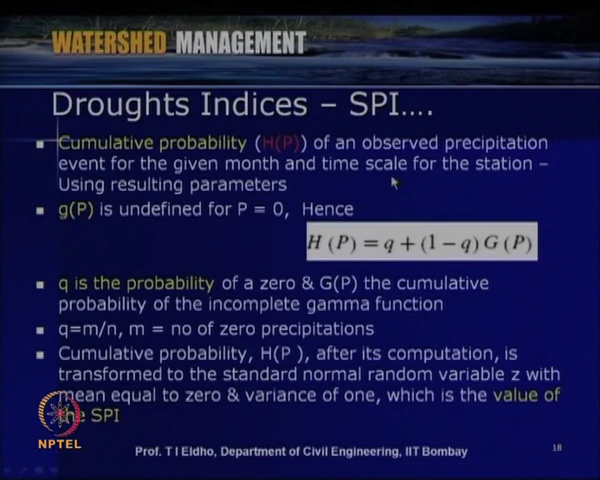 WATERSHED MANAGEMENT
Droughts Indices – SPI….
Cumulative probability (H(P)) of an observed precipitation
event for the given month and time scale for the station –
Using resulting parameters
g(P) is undefined for P = 0, Hence
H (P) = q + (1 − q) G (P)
q is the probability of a zero & G(P) the cumulative
probability of the incomplete gamma function
q=m/n, m = no of zero precipitations
Cumulative probability, H(P ), after its computation, is
transformed to the standard normal random variable z with
mean equal to zero & variance of one, which is the value of
the SPI
NPTEL
Prof. T I Eldho, Department of Civil Engineering, IIT Bombay
18